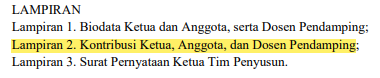 LAMPIRAN
Lampiran 1. Biodata Ketua dan Anggota, serta Dosen Pendamping;
Lampiran 2. Kontribusi Ketua, Anggota, dan Dosen Pendamping;
Lampiran 3. Surat Pernyataan Ketua Tim Penyusun.